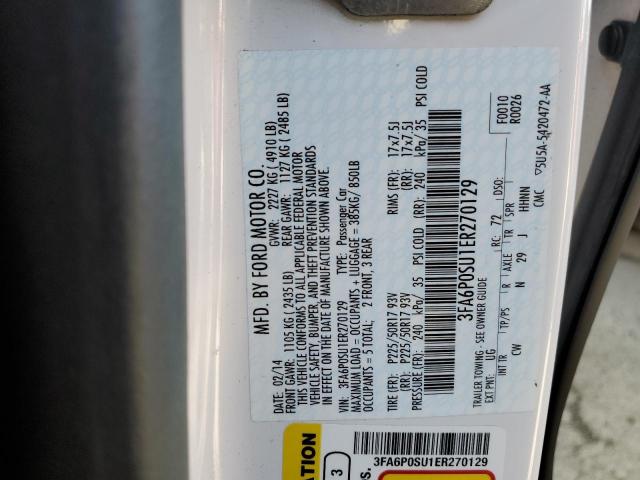 MFD. BY FORD MOTOR CO.
DATE: 02/14 GVWR: 2227 KG (4910 LB)
FRONT GAWR: 1105 KG (2435 LB) REAR GAWR: 1127 KG (2485 LB)
THIS VEHICLE CONFORMS TO ALL APPLICABLE FEDERAL MOTOR
VEHICLE SAFETY, BUMPER, AND THEFT PREVENTION STANDARDS
IN EFFECT ON THE DATE OF MANUFACTURE SHOWN ABOVE.
VIN: 3FA6P0SU1ER270129 TYPE: Passenger Car
MAXIMUM LOAD = OCCUPANTS + LUGGAGE = 385KG/ 850LB
OCCUPANTS = 5 TOTAL; 2 FRONT, 3 REAR
TIRE (FR): P225/50R17 93V RIMS (FR): 17x7.5J
TIRE (RR): P225/50R17 93V (RR): 17x7.5J
PRESSURE (FR): 240 kPa/ 35 PSI COLD (RR): 240 kPa/ 35 PSI COLD
3FA6P0SU1ER270129
TRAILER TOWING - SEE OWNER GUIDE
F0010
R0026
EXT PNT: UG RC: 72 DSO:
INT TR TP/PS R AXLE TR SPR
CW N 29 J HHNN
CMC 5U5A-5420472-AA
3FA6P0SU1ER270129
3